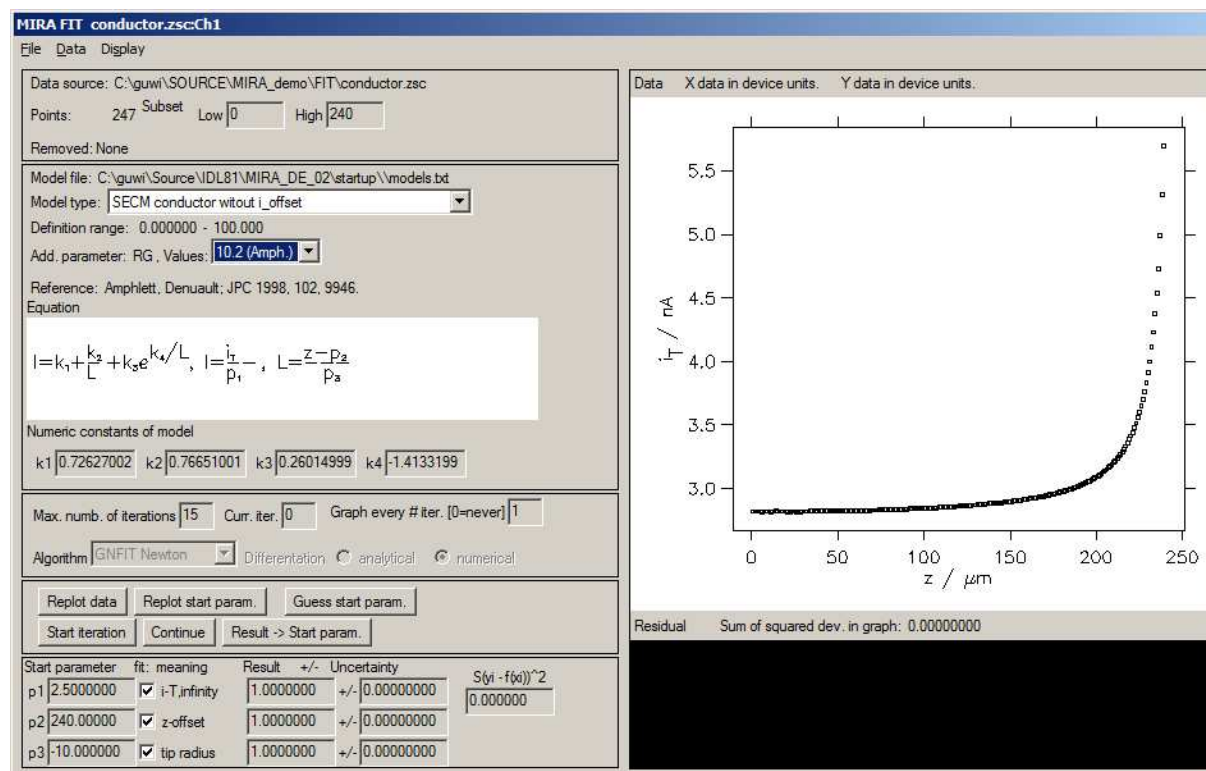 MIRA FIT conductor.zsc:Ch1
File Data Display
Data source: C:\guwi\SOURCE\MIRA_demo\FIT\conductor.zsc
Points: 247 Subset Low 0 High 240
Removed: None
Model file: C:\guwi\Source\IDL81\MIRA_DE_02\startup\\models.txt
Model type: SECM conductor witout i_offset
Definition range: 0.000000 - 100.000
Add. parameter: RG , Values: 10.2 (Amph.)
Reference: Amphlett, Denuault; JPC 1998, 102, 9946.
Equation
I=k₁+k₂/L+k₃e^k₄/L, I=i_T/p₁–, L=z–p₂/p₃
Numeric constants of model
k1 0.72627002 k2 0.76651001 k3 0.26014999 k4 -1.4133199
Max. numb. of iterations 15 Curr. iter. 0 Graph every # iter. [0=never] 1
Algorithm GNFIT Newton Differentation analytical numerical
Replot data Replot start param. Guess start param.
Start iteration Continue Result -> Start param.
Start parameter fit: meaning Result +/- Uncertainty S(yi - f(xi))^2
p1 2.5000000 i-T,infinity 1.0000000 +/- 0.00000000 0.000000
p2 240.00000 z-offset 1.0000000 +/- 0.00000000
p3 -10.000000 tip radius 1.0000000 +/- 0.00000000
Data X data in device units. Y data in device units.
5.5
5.0
4.5
4.0
3.5
3.0
i_T / nA
0 50 100 150 200 250
z / μm
Residual Sum of squared dev. in graph: 0.00000000